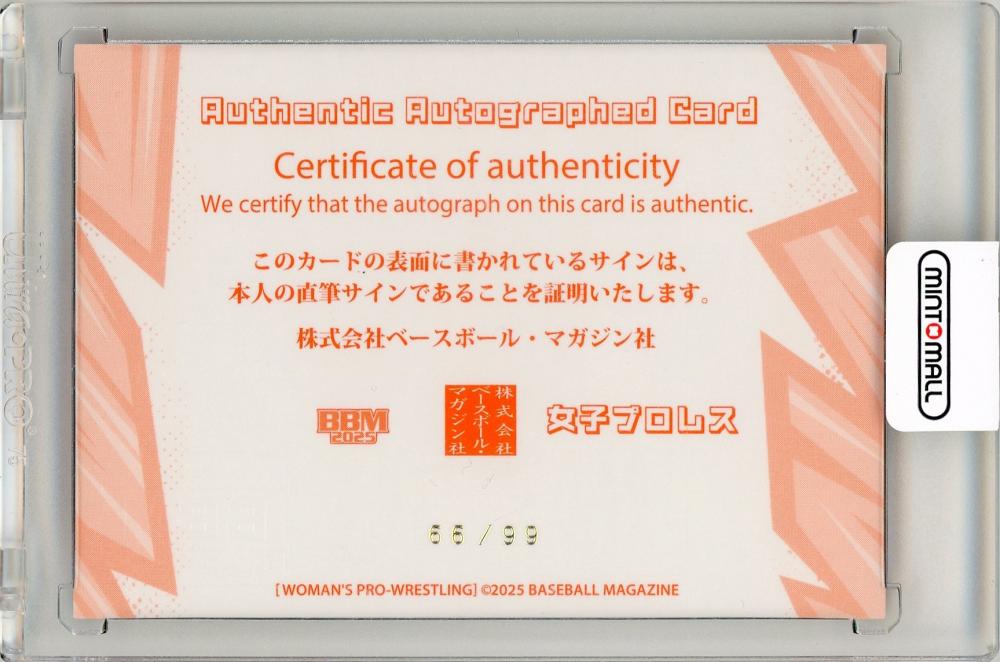 Authentic Autographed Card
Certificate of authenticity
We certify that the autograph on this card is authentic.
このカードの表面に書かれているサインは、
本人の直筆サインであることを証明いたします。
株式会社ベースボール・マガジン社
BBM
2025
株式会社
ベースボール・
マガジン社
女子プロレス
66/99
[WOMAN'S PRO-WRESTLING] ©2025 BASEBALL MAGAZINE
MINTOMALL